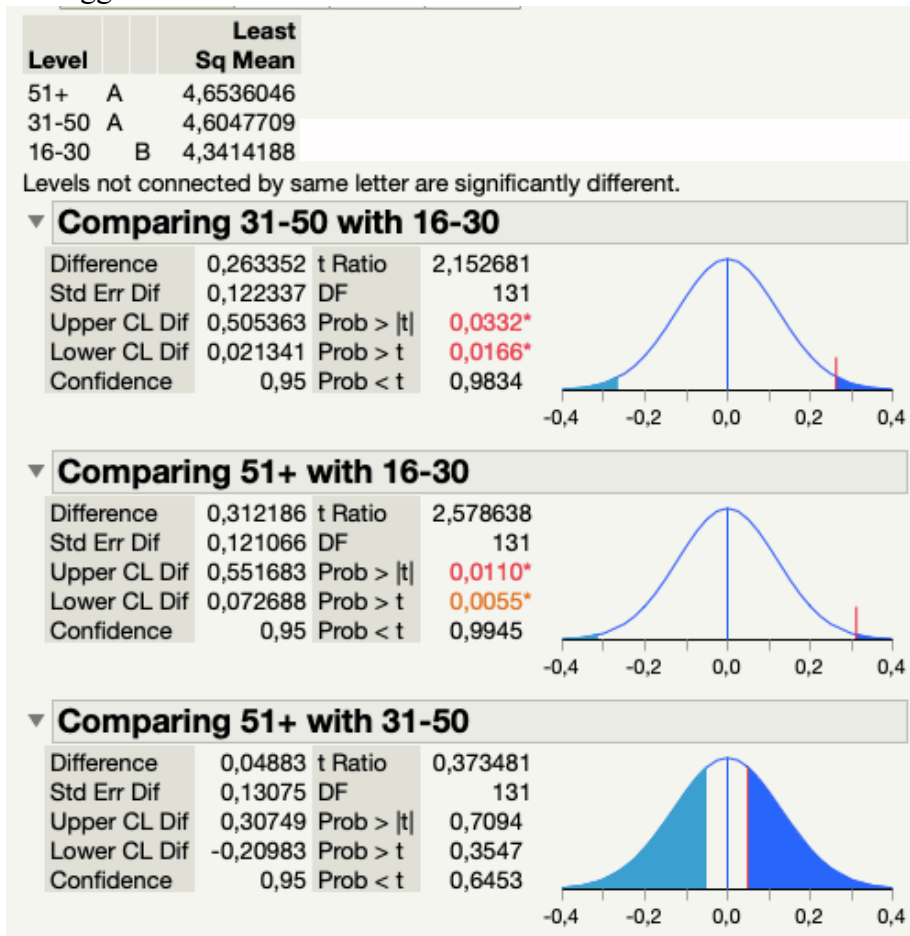 Least
Level Sq Mean
51+ A 4,6536046
31-50 A 4,6047709
16-30 B 4,3414188
Levels not connected by same letter are significantly different.
Comparing 31-50 with 16-30
Difference 0,263352 t Ratio 2,152681
Std Err Dif 0,122337 DF 131
Upper CL Dif 0,505363 Prob > |t| 0,0332*
Lower CL Dif 0,021341 Prob > t 0,0166*
Confidence 0,95 Prob < t 0,9834
-0,4 -0,2 0,0 0,2 0,4
Comparing 51+ with 16-30
Difference 0,312186 t Ratio 2,578638
Std Err Dif 0,121066 DF 131
Upper CL Dif 0,551683 Prob > |t| 0,0110*
Lower CL Dif 0,072688 Prob > t 0,0055*
Confidence 0,95 Prob < t 0,9945
-0,4 -0,2 0,0 0,2 0,4
Comparing 51+ with 31-50
Difference 0,04883 t Ratio 0,373481
Std Err Dif 0,13075 DF 131
Upper CL Dif 0,30749 Prob > |t| 0,7094
Lower CL Dif -0,20983 Prob > t 0,3547
Confidence 0,95 Prob < t 0,6453
-0,4 -0,2 0,0 0,2 0,4